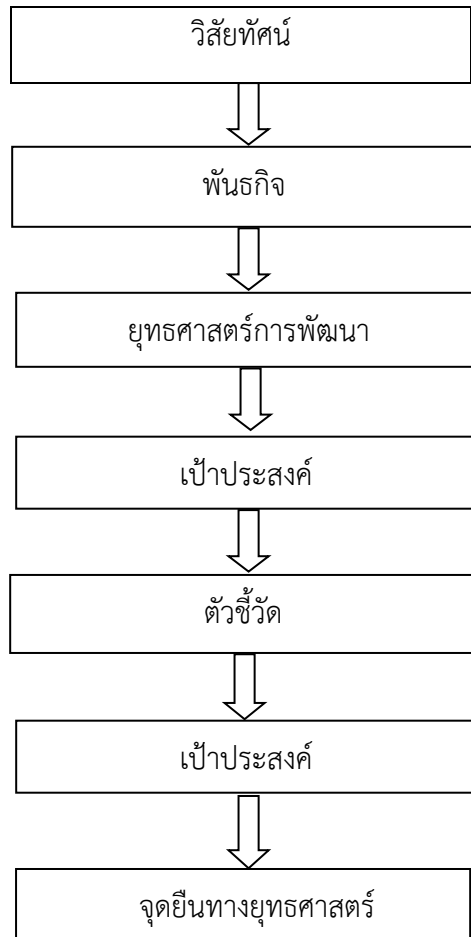 วิสัยทัศน์
พันธกิจ
ยุทธศาสตร์การพัฒนา
เป้าประสงค์
ตัวชี้วัด
เป้าประสงค์
จุดยืนทางยุทธศาสตร์